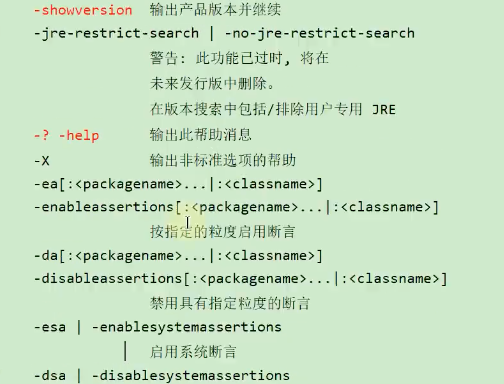 -showversion 输出产品版本并继续
-jre-restrict-search | -no-jre-restrict-search
警告: 此功能已过时, 将在
未来发行版中删除。
在版本搜索中包括/排除用户专用 JRE
-? -help 输出此帮助消息
-X 输出非标准选项的帮助
-ea[:<packagename>...|:<classname>]
-enableassertions[:<packagename>...|:<classname>]
按指定的粒度启用断言
-da[:<packagename>...|:<classname>]
-disableassertions[:<packagename>...|:<classname>]
禁用具有指定粒度的断言
-esa | -enablesystemassertions
启用系统断言
-dsa | -disablesystemassertions